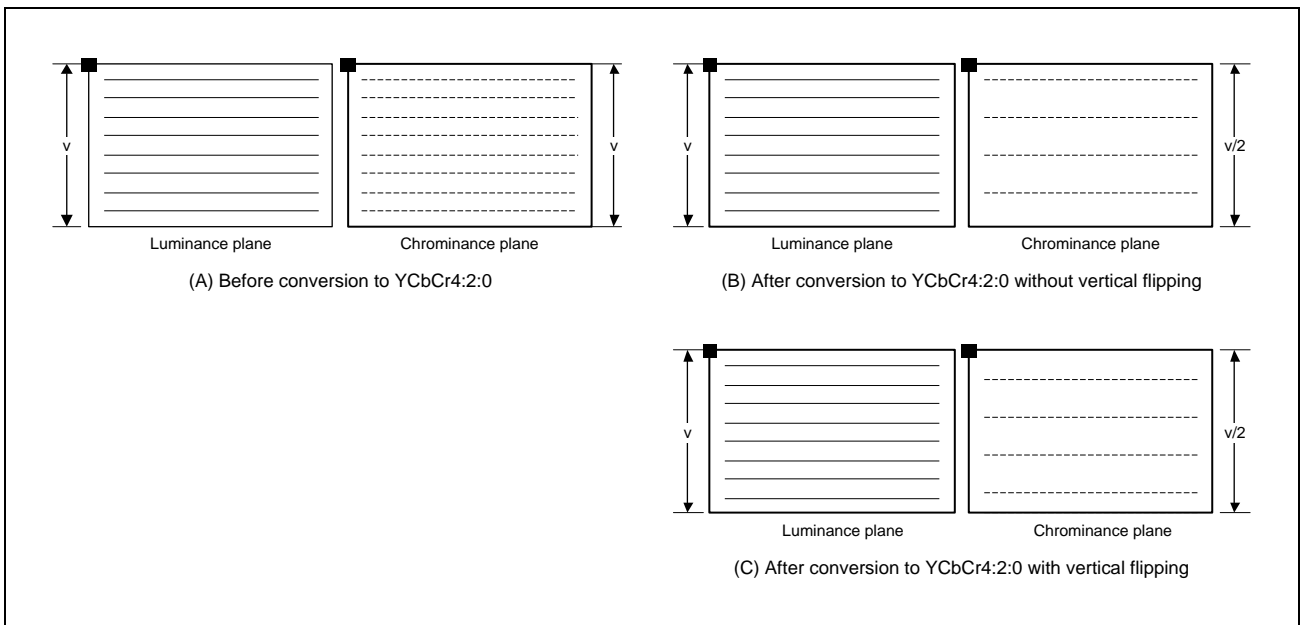 v
v
Luminance plane
Chrominance plane
(A) Before conversion to YCbCr4:2:0
v
v/2
Luminance plane
Chrominance plane
(B) After conversion to YCbCr4:2:0 without vertical flipping
v
v/2
Luminance plane
Chrominance plane
(C) After conversion to YCbCr4:2:0 with vertical flipping